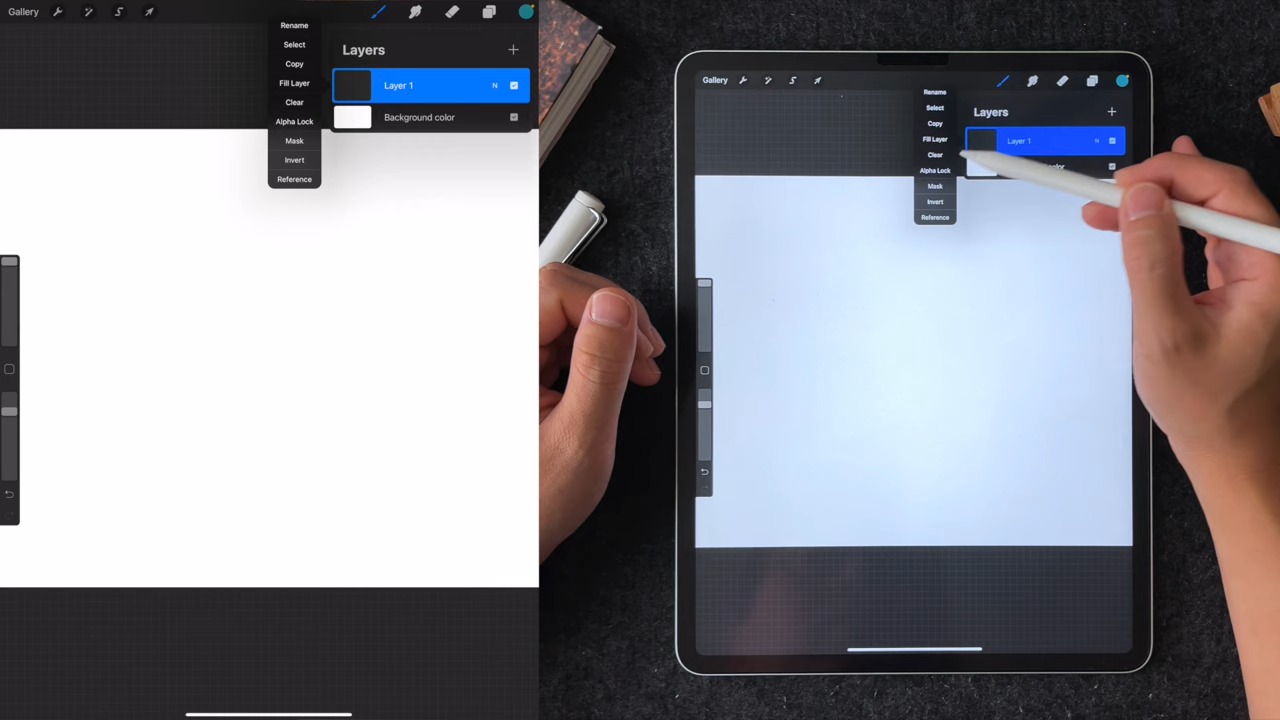 Gallery
Rename
Select
Copy
Fill Layer
Clear
Alpha Lock
Mask
Invert
Reference
Layers
Layer 1 N
Background color
Gallery
Rename
Select
Copy
Fill Layer
Clear
Alpha Lock
Mask
Invert
Reference
Layers
Layer 1 N